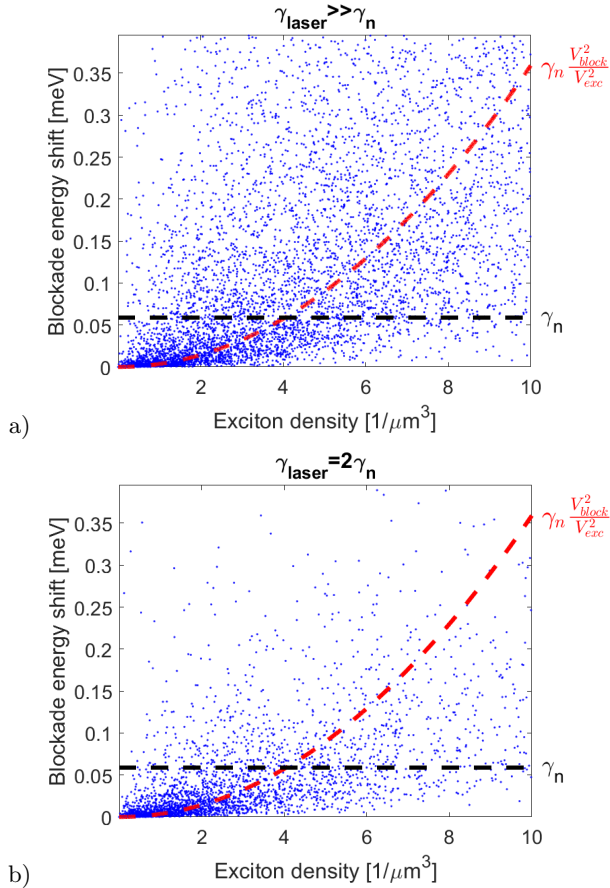 γlaser>>γn
Blockade energy shift [meV]
0.35
0.3
0.25
0.2
0.15
0.1
0.05
0
2
4
6
8
10
Exciton density [1/μm³]
γn V²block/V²exc
γn
a)
γlaser=2γn
Blockade energy shift [meV]
0.35
0.3
0.25
0.2
0.15
0.1
0.05
0
2
4
6
8
10
Exciton density [1/μm³]
γn V²block/V²exc
γn
b)